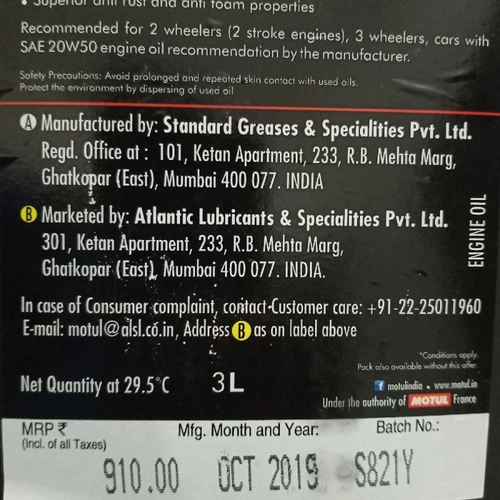 • Superior anti rust and anti foam properties
Recommended for 2 wheelers (2 stroke engines), 3 wheelers, cars with
SAE 20W50 engine oil recommendation by the manufacturer.
Safety Precautions: Avoid prolonged and repeated skin contact with used oils.
Protect the environment by dispersing of used oil
A Manufactured by: Standard Greases & Specialities Pvt. Ltd.
Regd. Office at : 101, Ketan Apartment, 233, R.B. Mehta Marg,
Ghatkopar (East), Mumbai 400 077. INDIA
B Marketed by: Atlantic Lubricants & Specialities Pvt. Ltd.
301, Ketan Apartment, 233, R.B. Mehta Marg,
Ghatkopar (East), Mumbai 400 077. INDIA.
ENGINE OIL
In case of Consumer complaint, contact Customer care: +91-22-25011960
E-mail: motul@alsl.co.in, Address B as on label above
*Conditions apply.
Pack also available without this offer.
Net Quantity at 29.5°C 3L
f motulindia • www.motul.in
Under the authority of MOTUL France
MRP ₹ Mfg. Month and Year: Batch No.:
(Incl. of all Taxes)
910.00 OCT 2019 S821Y